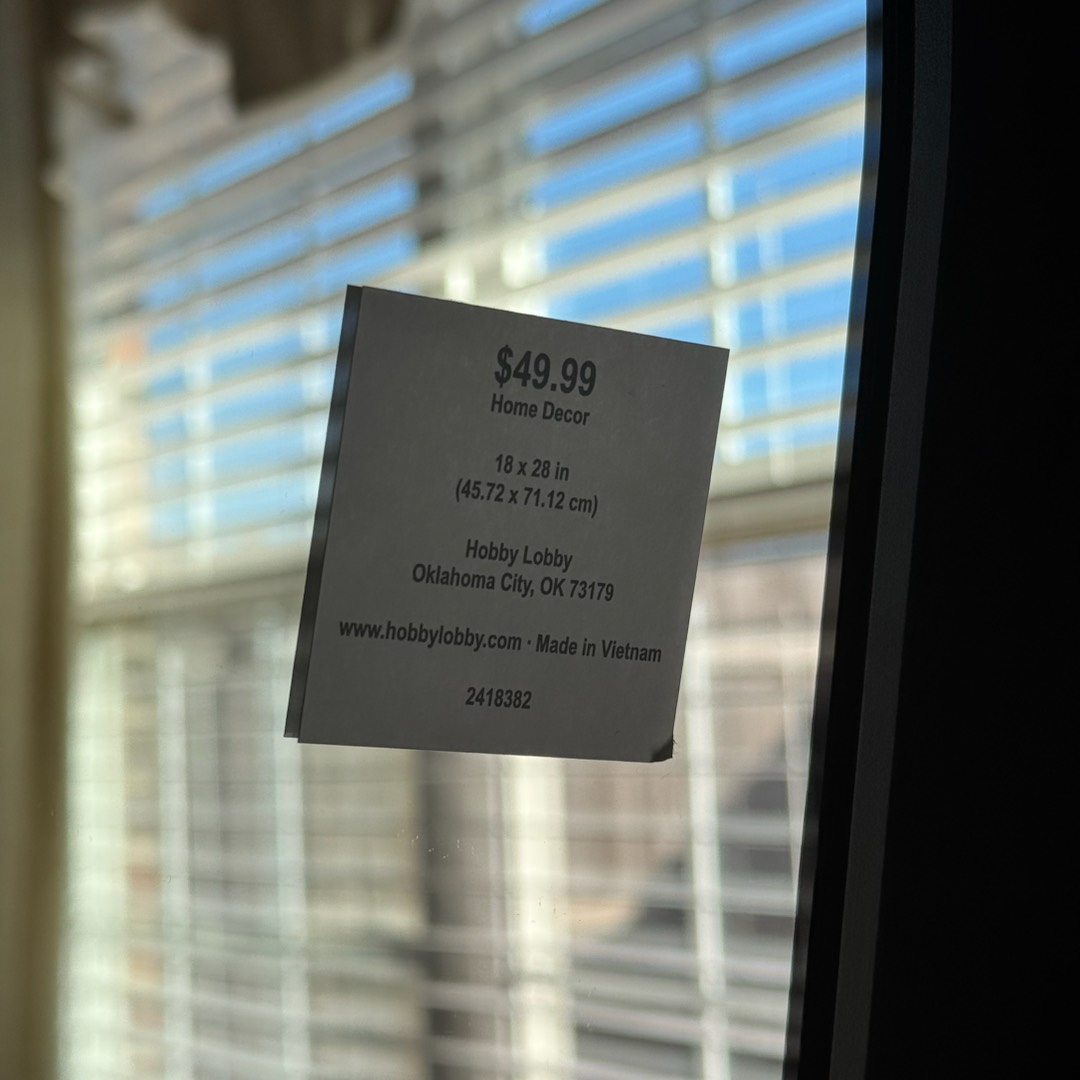 $49.99
Home Decor
18 x 28 in
(45.72 x 71.12 cm)
Hobby Lobby
Oklahoma City, OK 73179
www.hobbylobby.com · Made in Vietnam
2418382